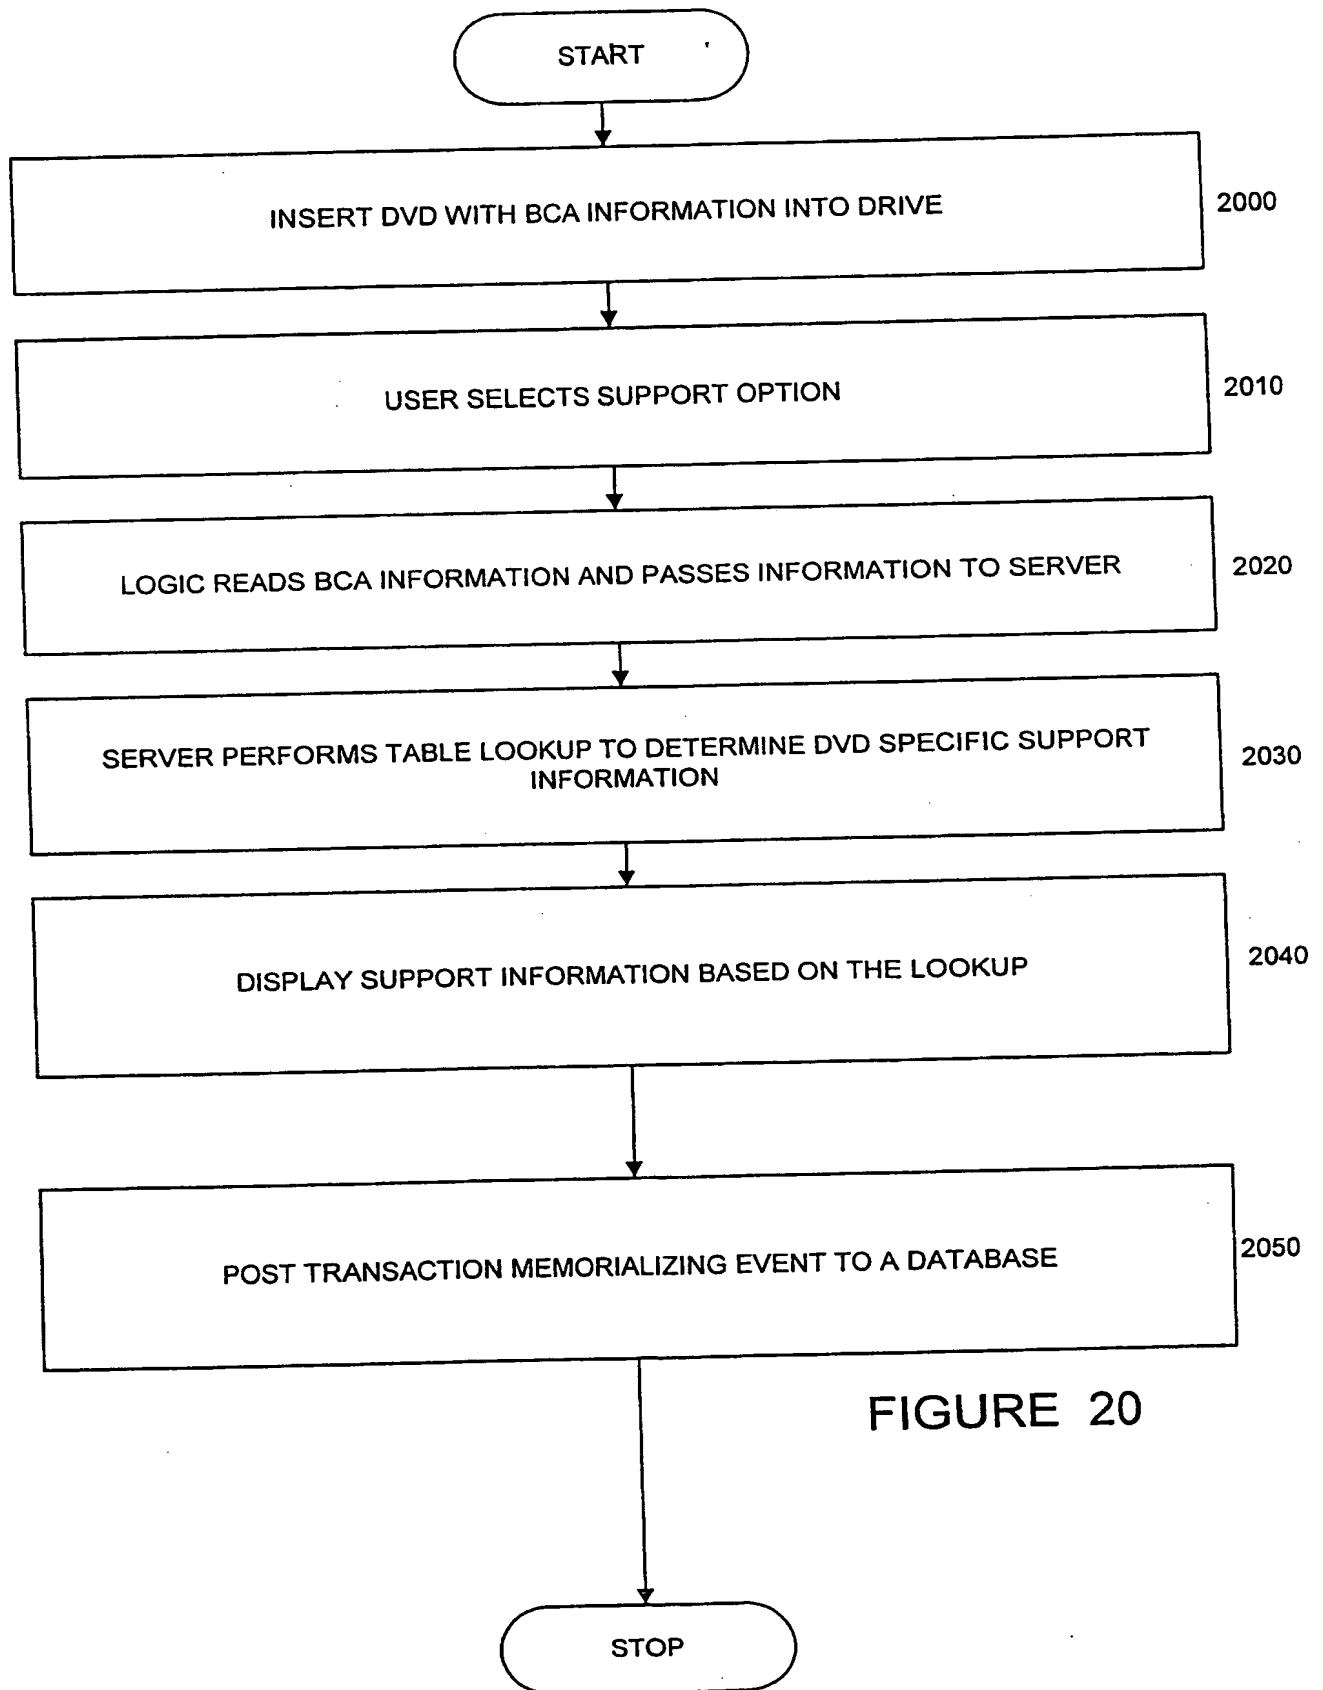 START
INSERT DVD WITH BCA INFORMATION INTO DRIVE
2000
USER SELECTS SUPPORT OPTION
2010
LOGIC READS BCA INFORMATION AND PASSES INFORMATION TO SERVER
2020
SERVER PERFORMS TABLE LOOKUP TO DETERMINE DVD SPECIFIC SUPPORT
INFORMATION
2030
DISPLAY SUPPORT INFORMATION BASED ON THE LOOKUP
2040
POST TRANSACTION MEMORIALIZING EVENT TO A DATABASE
2050
FIGURE 20
STOP